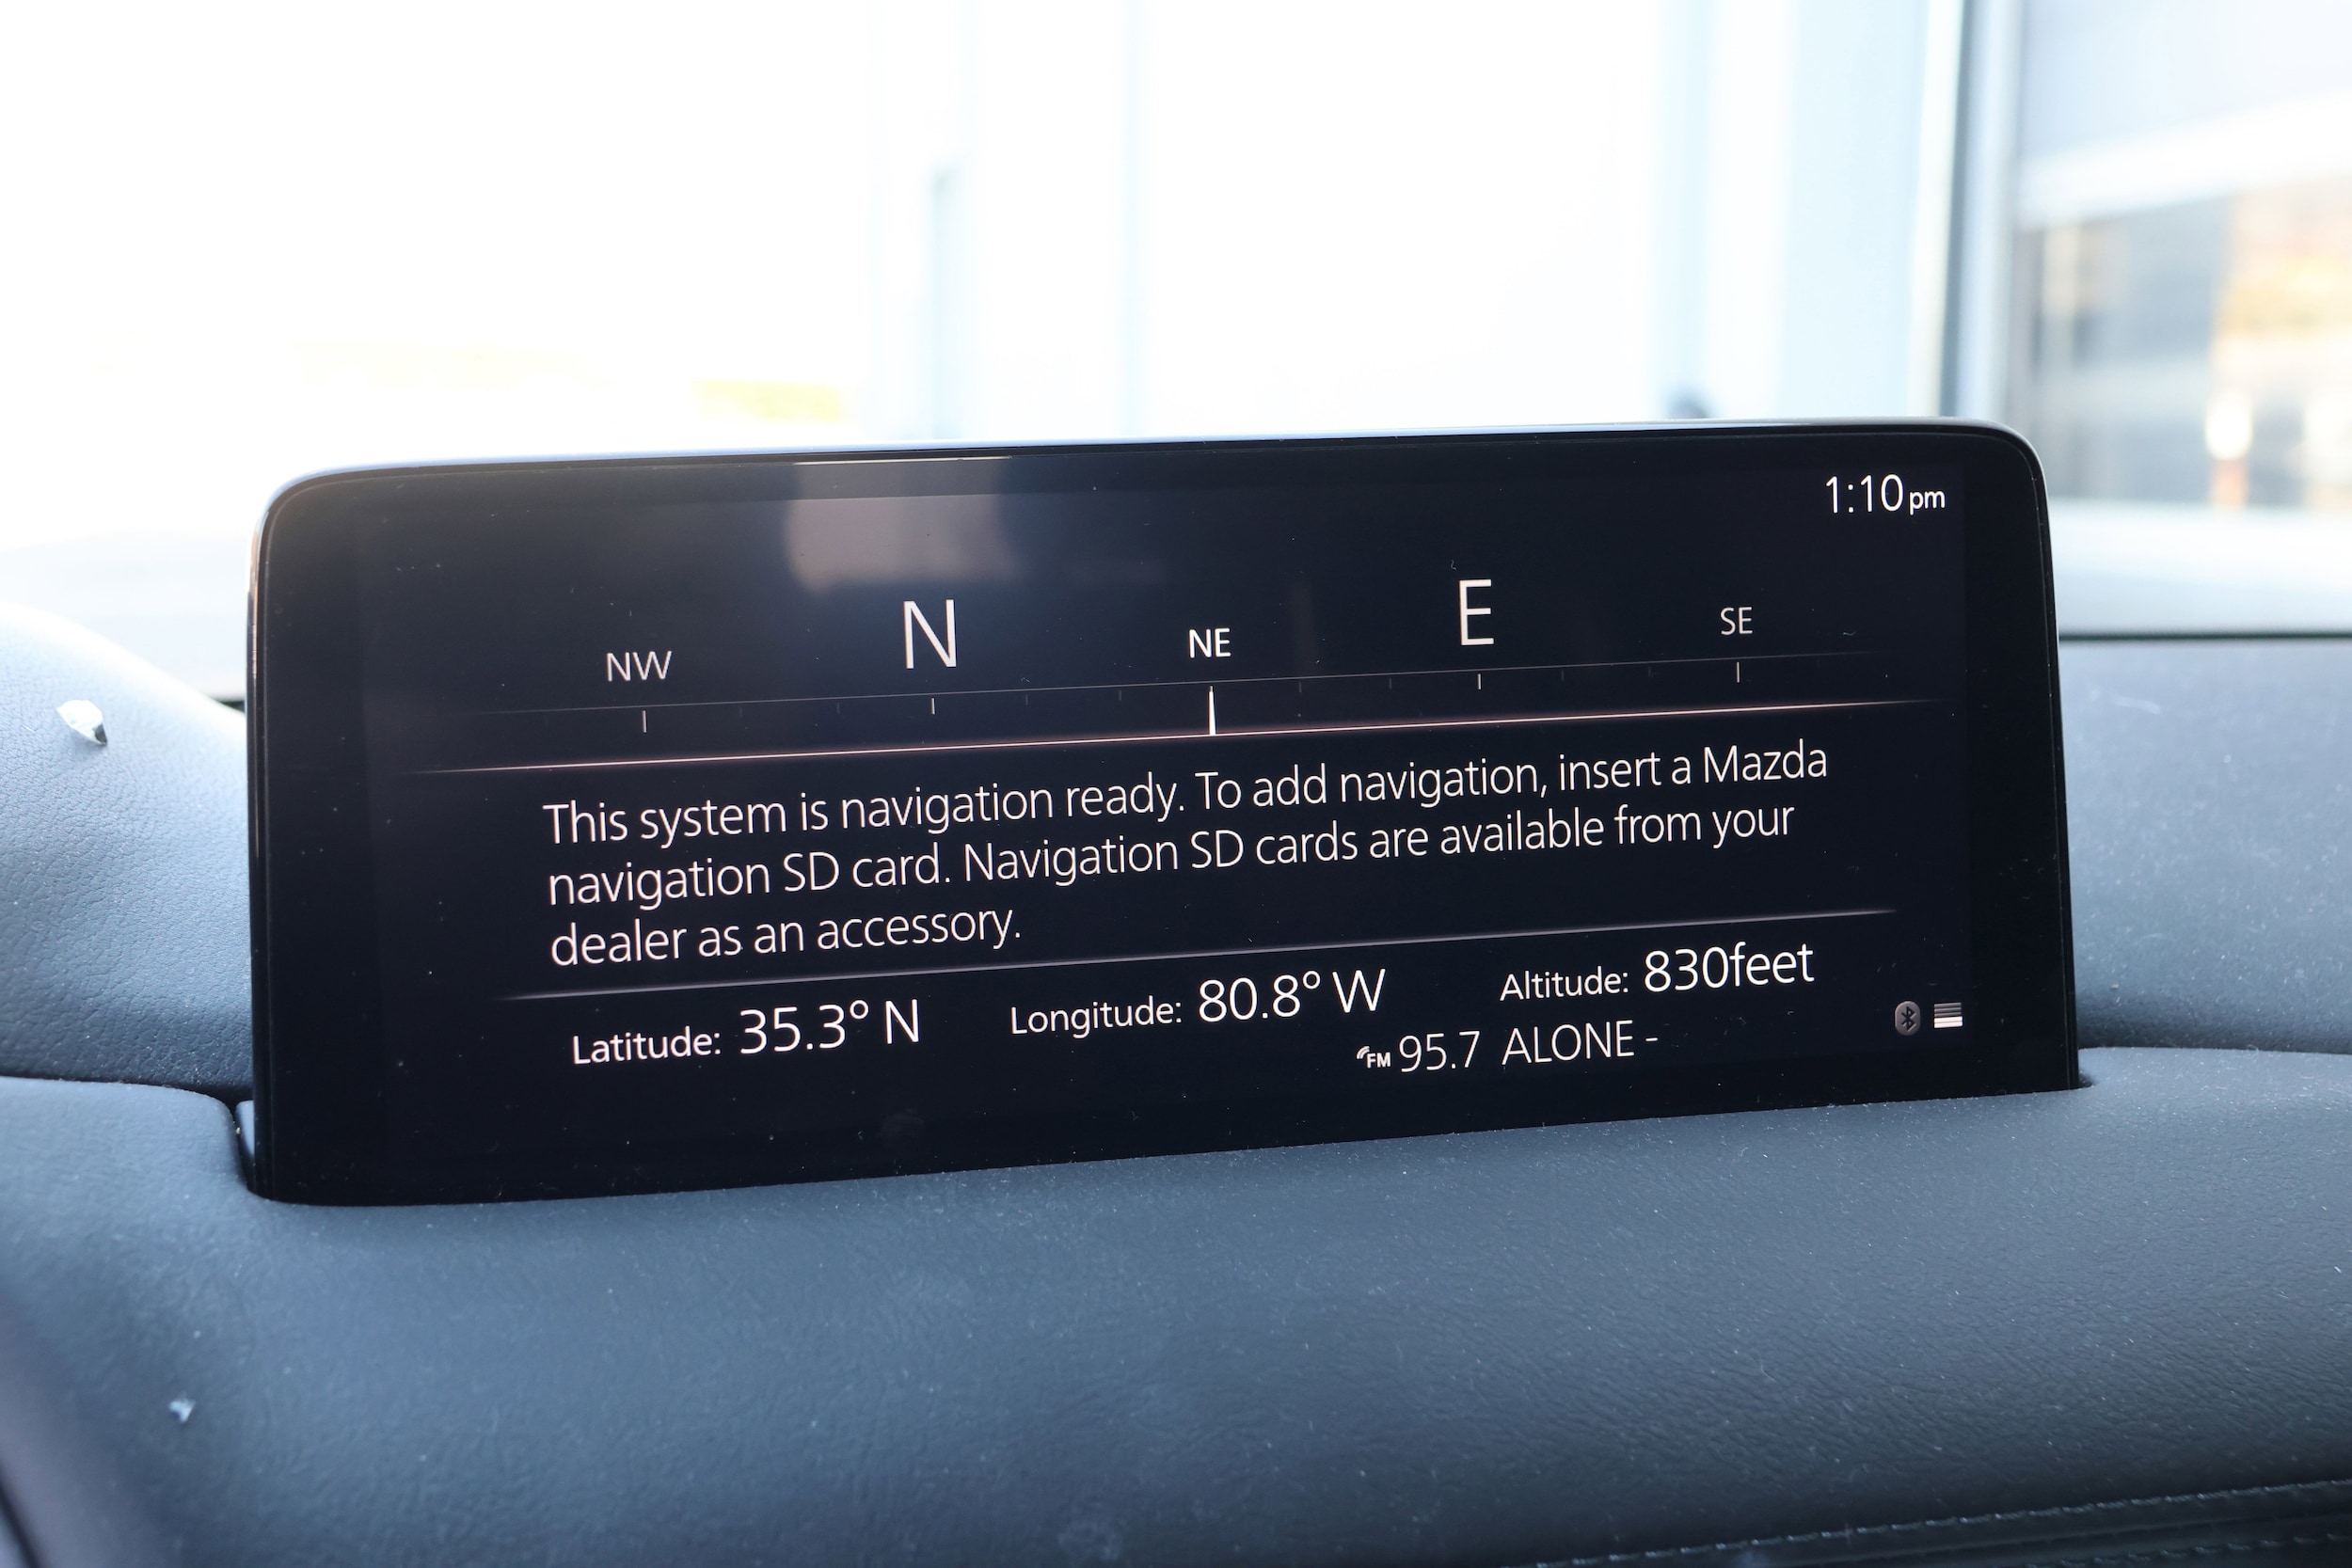 1:10pm
NW N NE E SE
This system is navigation ready. To add navigation, insert a Mazda
navigation SD card. Navigation SD cards are available from your
dealer as an accessory.
Latitude: 35.3° N Longitude: 80.8° W Altitude: 830feet
FM 95.7 ALONE -